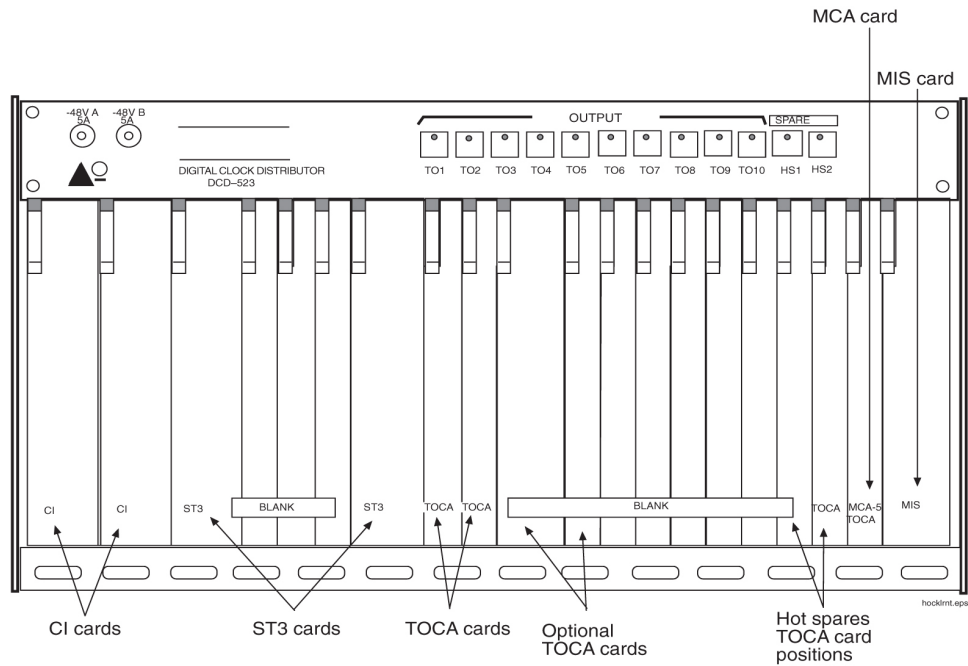 MCA card
MIS card
-48V A
5A
-48V B
5A
OUTPUT
SPARE
DIGITAL CLOCK DISTRIBUTOR
DCD–523
TO1 TO2 TO3 TO4 TO5 TO6 TO7 TO8 TO9 TO10 HS1 HS2
CI
CI
ST3
BLANK
ST3
TOCA
TOCA
BLANK
TOCA
MCA-5
TOCA
MIS
hocklrnt.eps
CI cards
ST3 cards
TOCA cards
Optional
TOCA cards
Hot spares
TOCA card
positions